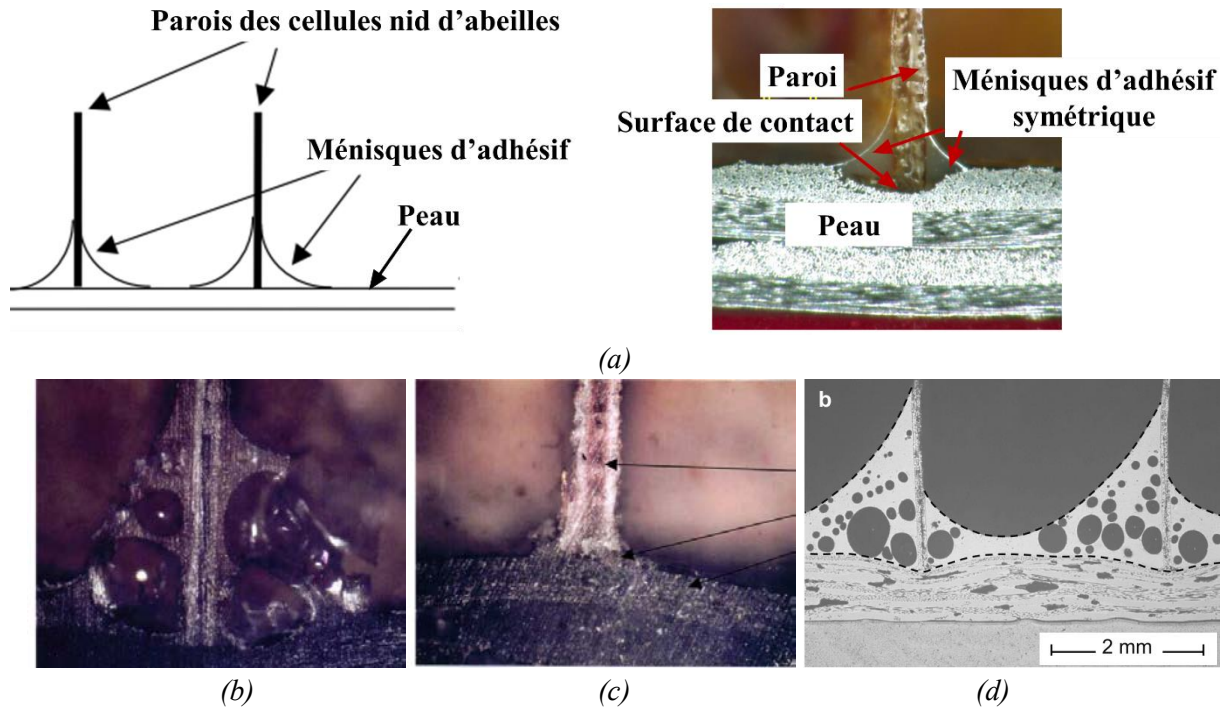 Parois des cellules nid d'abeilles
Ménisques d'adhésif
Peau
Paroi
Surface de contact
Ménisques d'adhésif
symétrique
Peau
(a)
b
2 mm
(b)
(c)
(d)